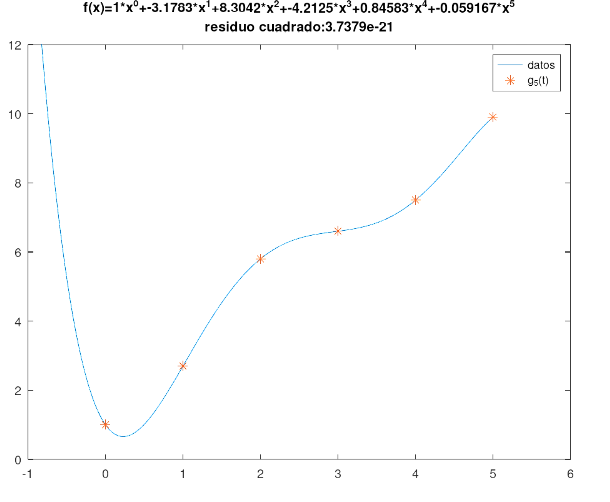 f(x)=1*x⁰+-3.1783*x¹+8.3042*x²+-4.2125*x³+0.84583*x⁴+-0.059167*x⁵
residuo cuadrado:3.7379e-21
datos
g₅(t)
12
10
8
6
4
2
0
-1 0 1 2 3 4 5 6